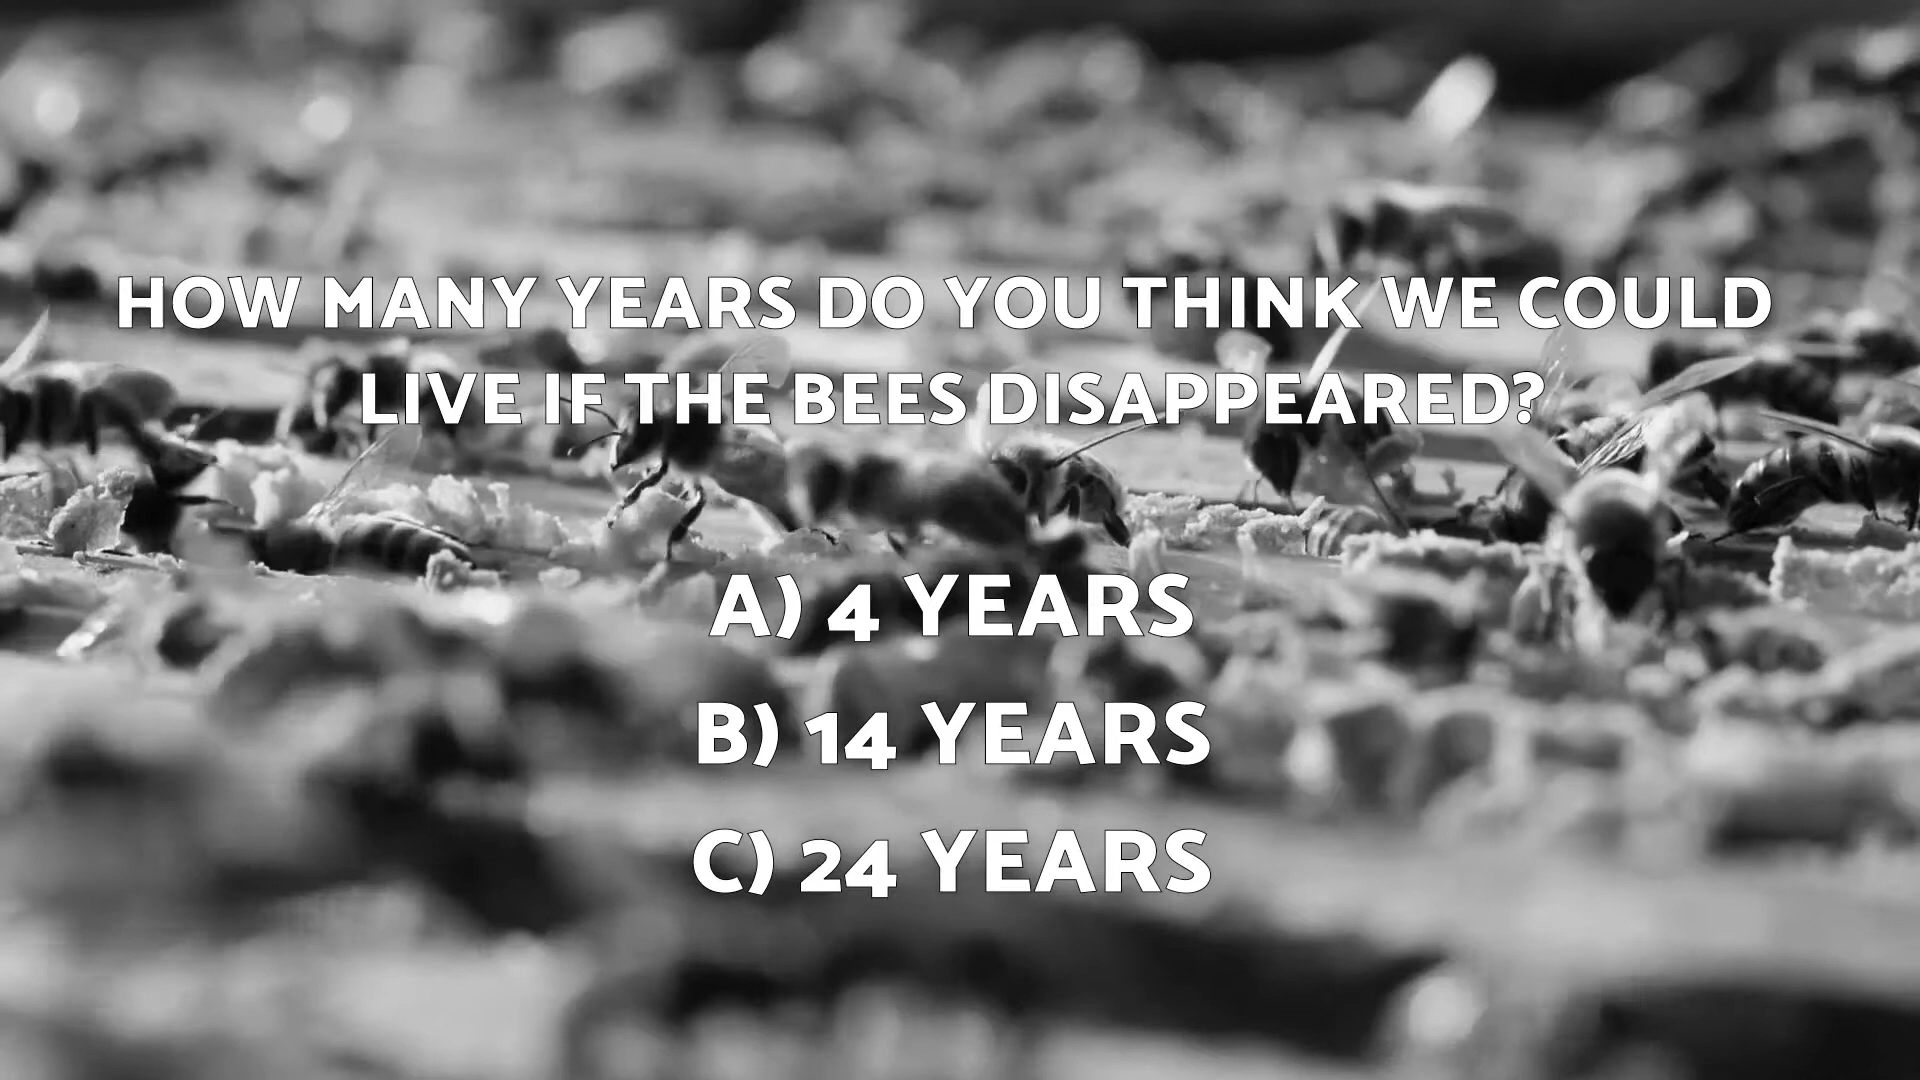 HOW MANY YEARS DO YOU THINK WE COULD
LIVE IF THE BEES DISAPPEARED?
A) 4 YEARS
B) 14 YEARS
C) 24 YEARS